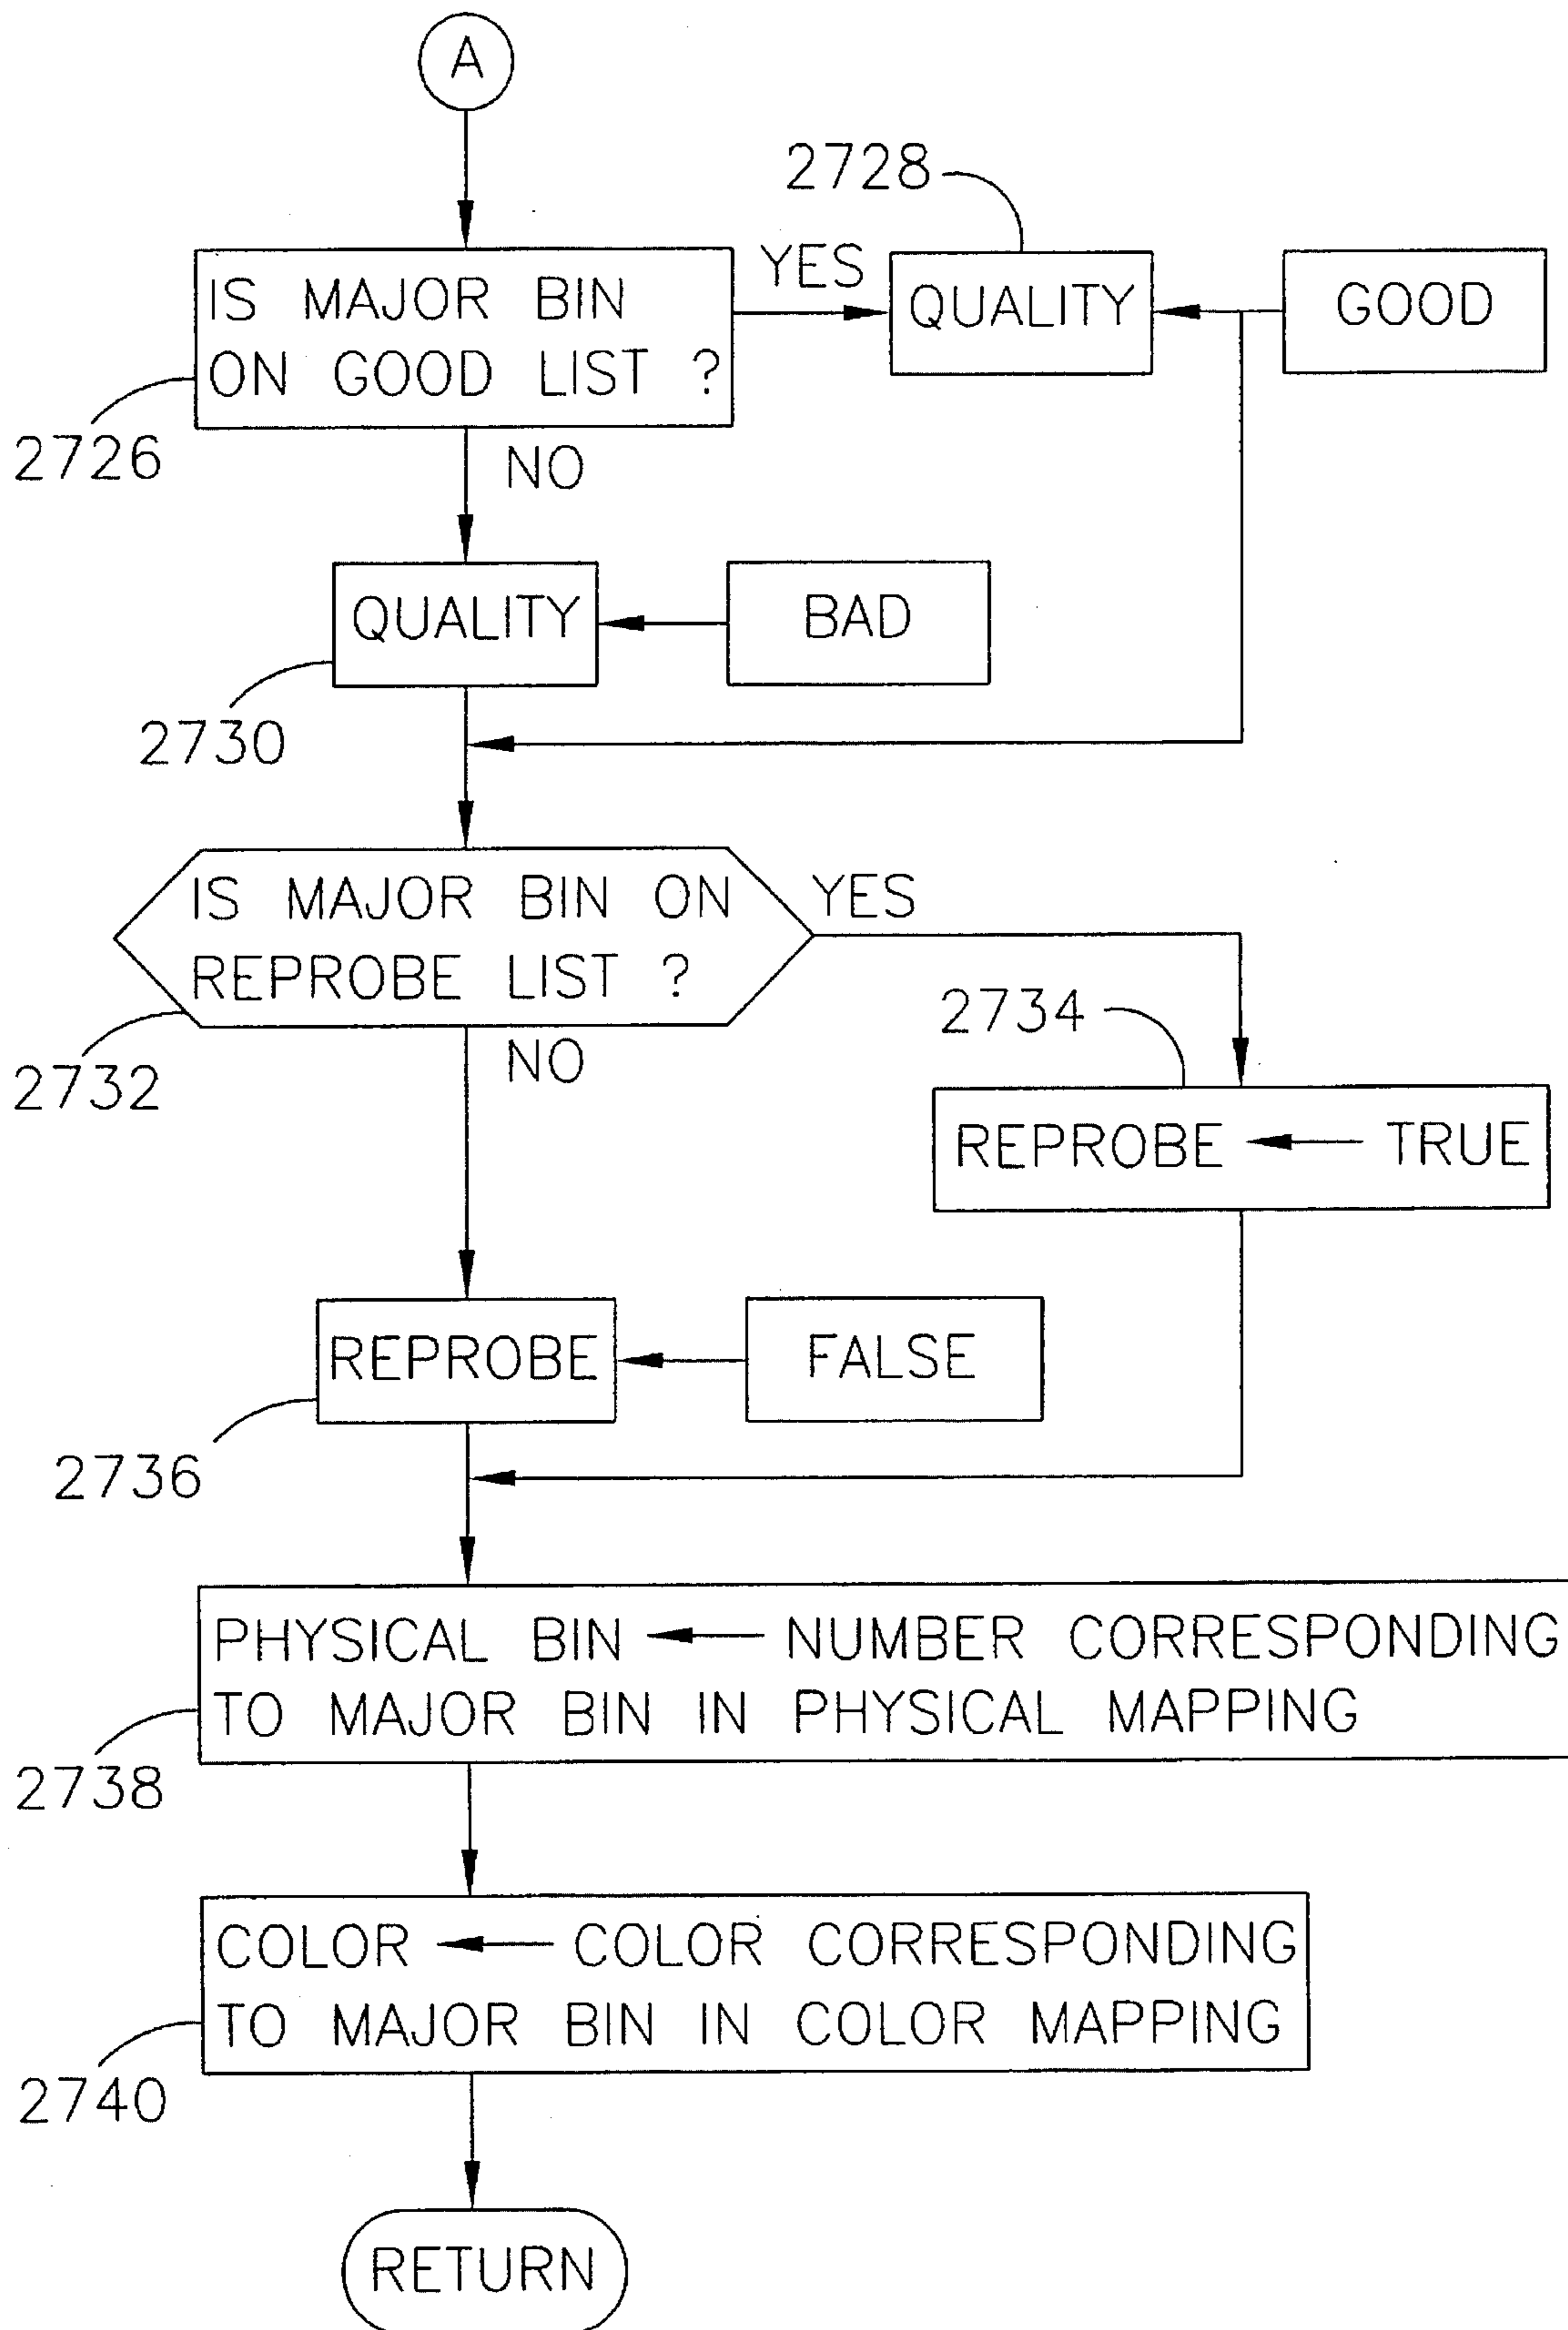 A
2728
IS MAJOR BIN
ON GOOD LIST ?
YES
QUALITY
GOOD
2726
NO
QUALITY
BAD
2730
IS MAJOR BIN ON
REPROBE LIST ?
YES
2732
NO
2734
REPROBE ← TRUE
REPROBE
FALSE
2736
PHYSICAL BIN ← NUMBER CORRESPONDING
TO MAJOR BIN IN PHYSICAL MAPPING
2738
COLOR ← COLOR CORRESPONDING
TO MAJOR BIN IN COLOR MAPPING
2740
RETURN